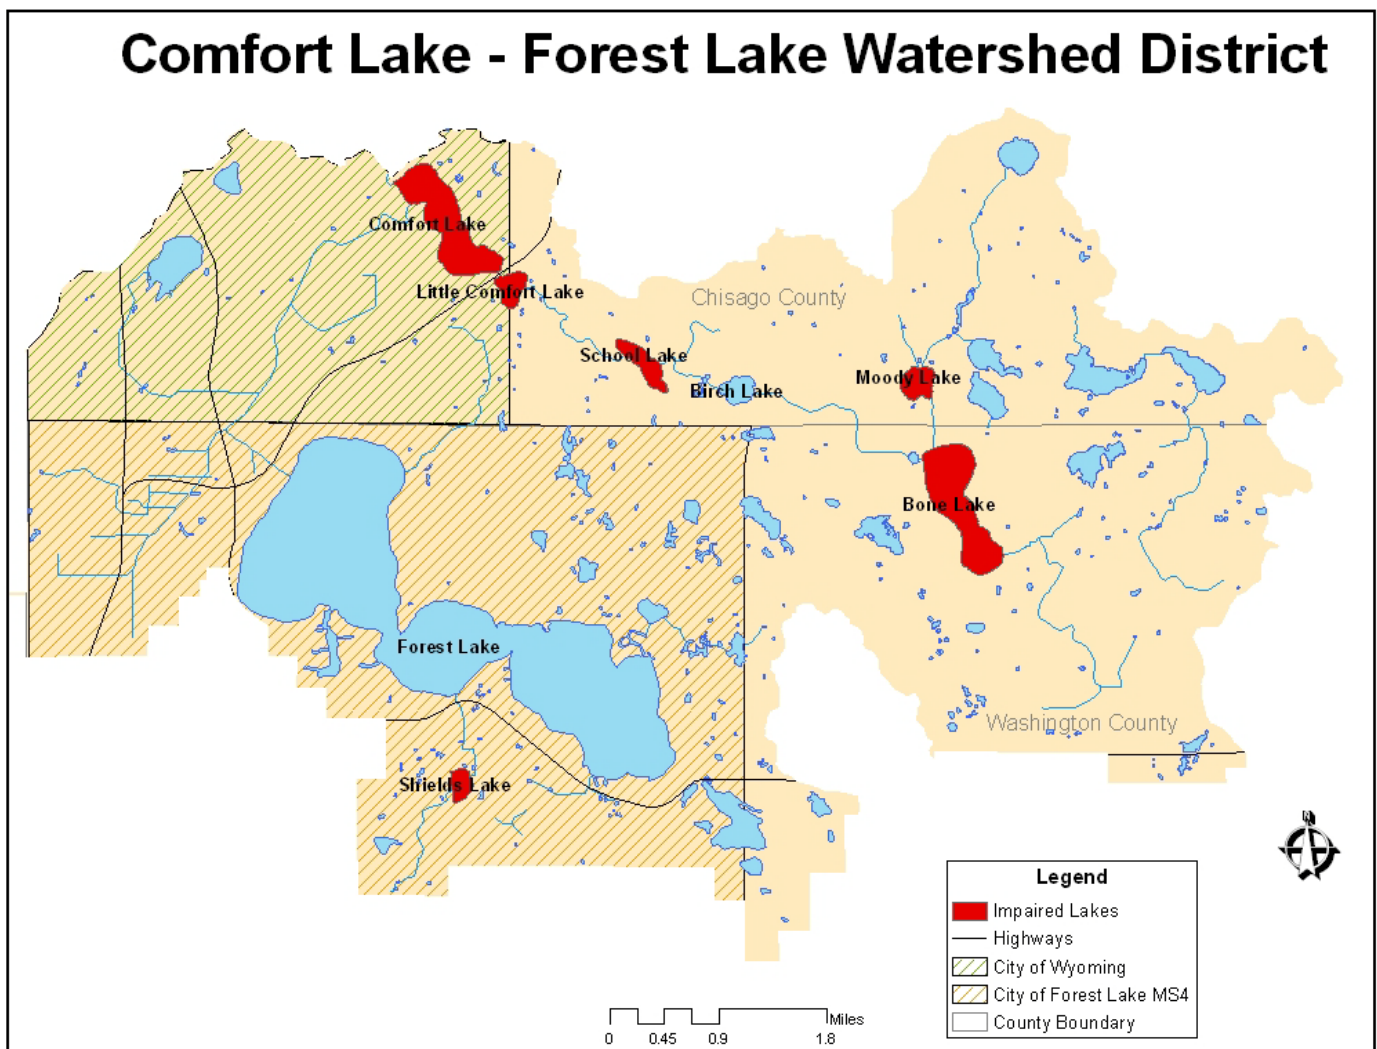 Comfort Lake - Forest Lake Watershed District
Comfort Lake
Little Comfort Lake
Chisago County
School Lake
Birch Lake
Moody Lake
Bone Lake
Forest Lake
Washington County
Shields Lake
N
Legend
Impaired Lakes
Highways
City of Wyoming
City of Forest Lake MS4
County Boundary
Miles
0 0.45 0.9 1.8